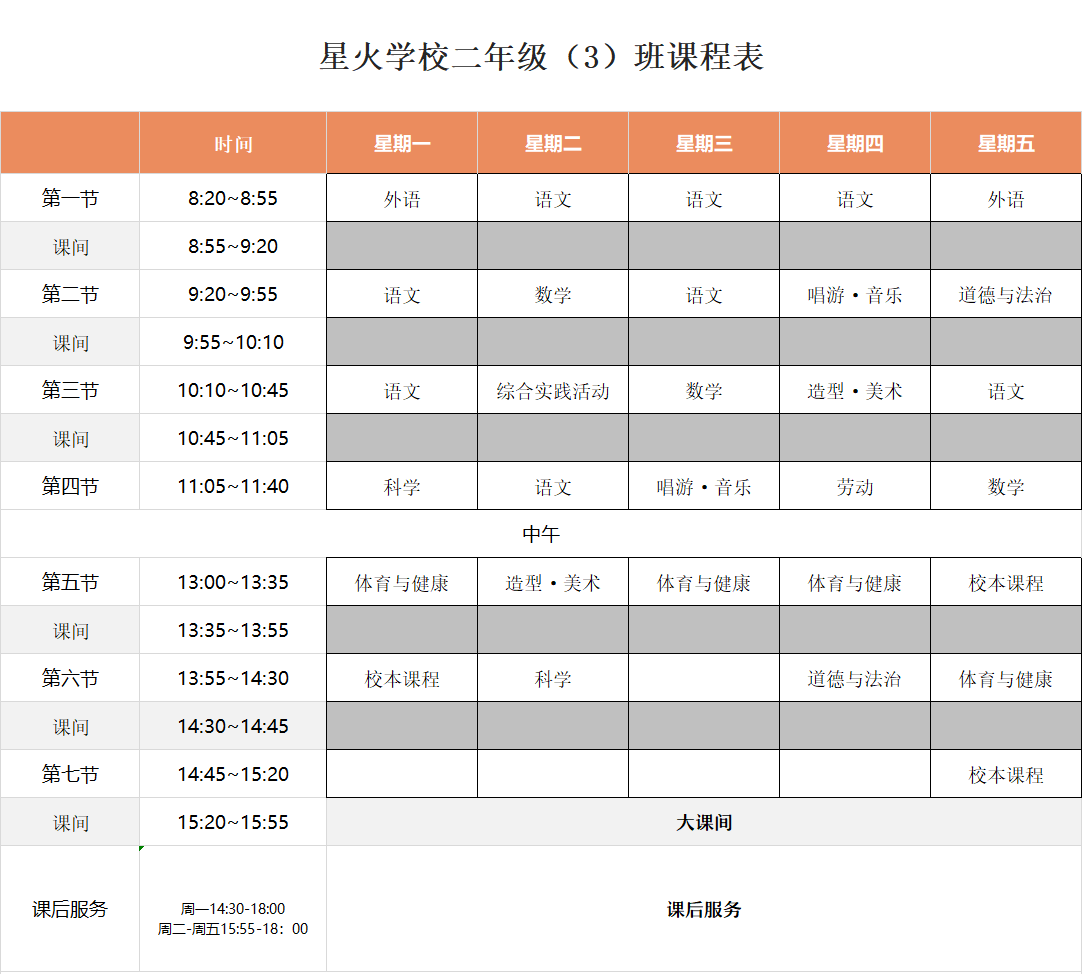 星火学校二年级（3）班课程表
时间 星期一 星期二 星期三 星期四 星期五
第一节 8:20~8:55 外语 语文 语文 语文 外语
课间 8:55~9:20
第二节 9:20~9:55 语文 数学 语文 唱游·音乐 道德与法治
课间 9:55~10:10
第三节 10:10~10:45 语文 综合实践活动 数学 造型·美术 语文
课间 10:45~11:05
第四节 11:05~11:40 科学 语文 唱游·音乐 劳动 数学
中午
第五节 13:00~13:35 体育与健康 造型·美术 体育与健康 体育与健康 校本课程
课间 13:35~13:55
第六节 13:55~14:30 校本课程 科学 道德与法治 体育与健康
课间 14:30~14:45
第七节 14:45~15:20 校本课程
课间 15:20~15:55 大课间
课后服务 周一14:30-18:00 课后服务
周二-周五15:55-18：00